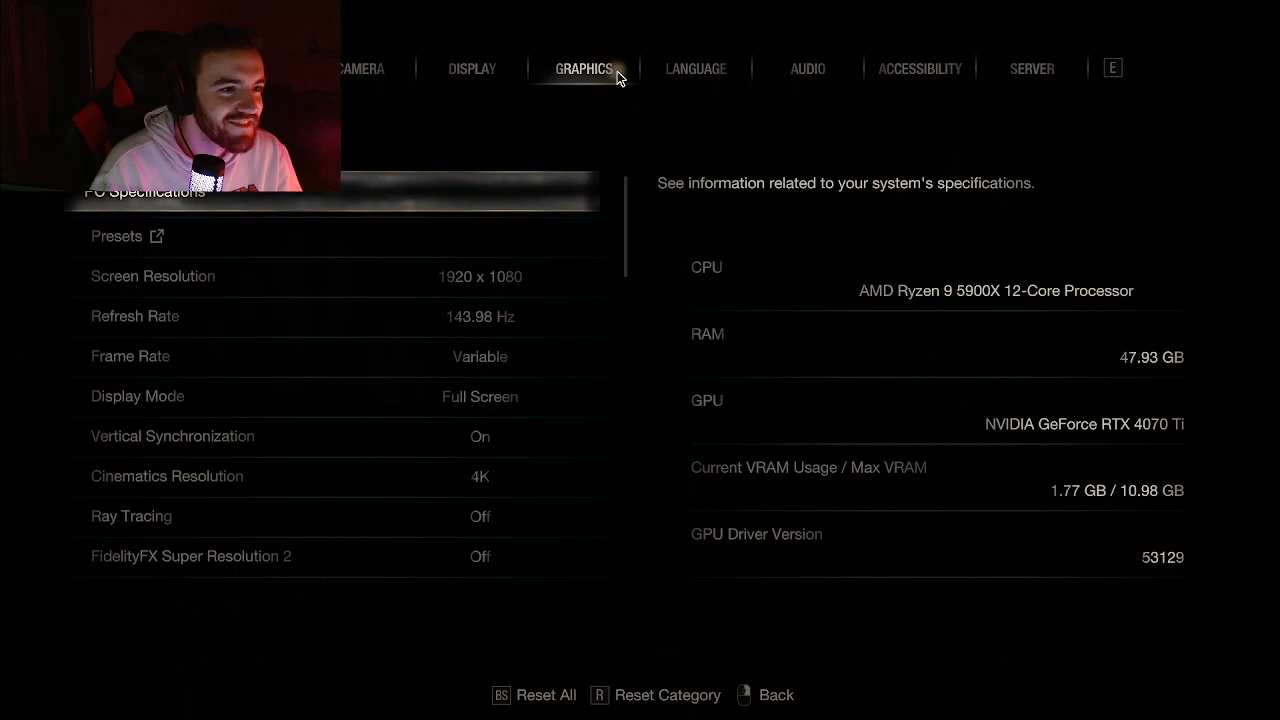 CAMERA
DISPLAY
GRAPHICS
LANGUAGE
AUDIO
ACCESSIBILITY
SERVER
E
PC Specifications
Presets
Screen Resolution 1920 x 1080
Refresh Rate 143.98 Hz
Frame Rate Variable
Display Mode Full Screen
Vertical Synchronization On
Cinematics Resolution 4K
Ray Tracing Off
FidelityFX Super Resolution 2 Off
See information related to your system's specifications.
CPU
AMD Ryzen 9 5900X 12-Core Processor
RAM
47.93 GB
GPU
NVIDIA GeForce RTX 4070 Ti
Current VRAM Usage / Max VRAM
1.77 GB / 10.98 GB
GPU Driver Version
53129
BS Reset All R Reset Category Back